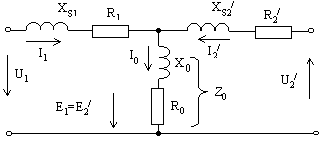 X_S1 R_1 X_S2^/ R_2^/
I_1 I_0 X_0 I_2^/
U_1 Z_0 U_2^/
E_1=E_2^/ R_0